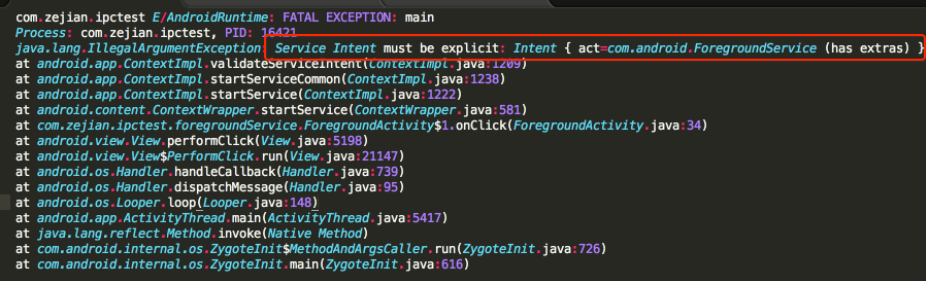 com.zejian.ipctest E/AndroidRuntime: FATAL EXCEPTION: main
Process: com.zejian.ipctest, PID: 16421
java.lang.IllegalArgumentException: Service Intent must be explicit: Intent { act=com.android.ForegroundService (has extras) }
at android.app.ContextImpl.validateServiceIntent(ContextImpl.java:1209)
at android.app.ContextImpl.startServiceCommon(ContextImpl.java:1238)
at android.app.ContextImpl.startService(ContextImpl.java:1222)
at android.content.ContextWrapper.startService(ContextWrapper.java:581)
at com.zejian.ipctest.foregroundService.ForegroundActivity$1.onClick(ForegroundActivity.java:34)
at android.view.View.performClick(View.java:5198)
at android.view.View$PerformClick.run(View.java:21147)
at android.os.Handler.handleCallback(Handler.java:739)
at android.os.Handler.dispatchMessage(Handler.java:95)
at android.os.Looper.loop(Looper.java:148)
at android.app.ActivityThread.main(ActivityThread.java:5417)
at java.lang.reflect.Method.invoke(Native Method)
at com.android.internal.os.ZygoteInit$MethodAndArgsCaller.run(ZygoteInit.java:726)
at com.android.internal.os.ZygoteInit.main(ZygoteInit.java:616)